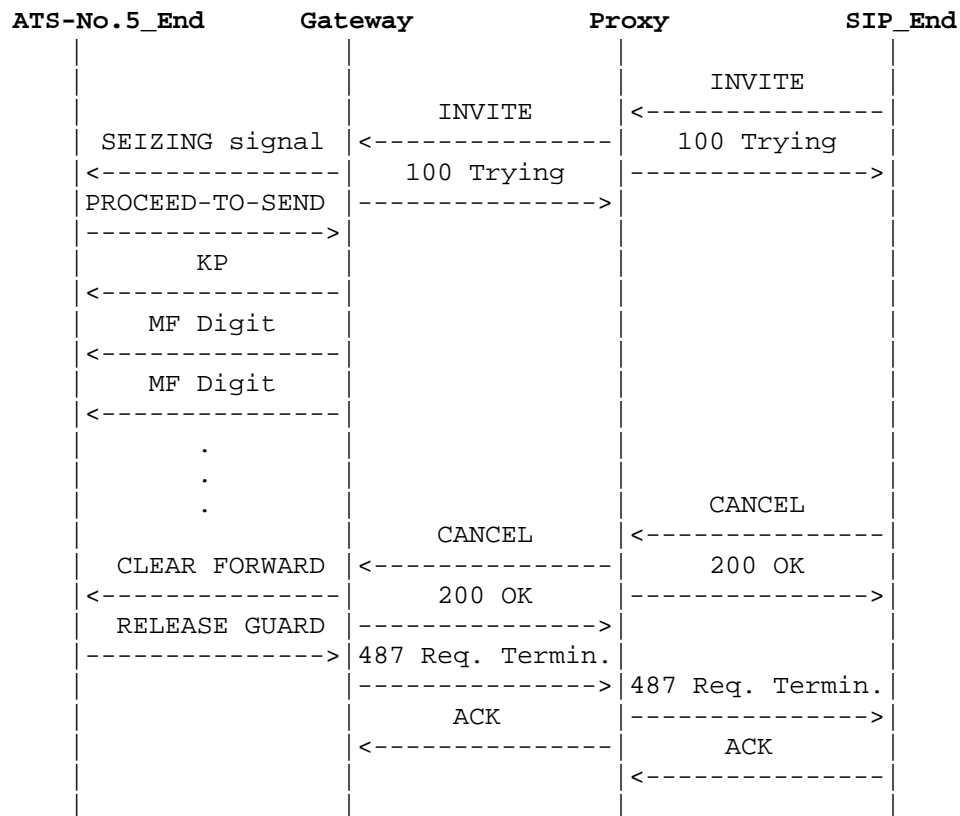 ATS-No.5_End Gateway Proxy SIP_End
INVITE
INVITE
SEIZING signal 100 Trying
100 Trying
PROCEED-TO-SEND
KP
MF Digit
MF Digit
.
.
. CANCEL
CANCEL
CLEAR FORWARD 200 OK
200 OK
RELEASE GUARD
487 Req. Termin.
487 Req. Termin.
ACK
ACK